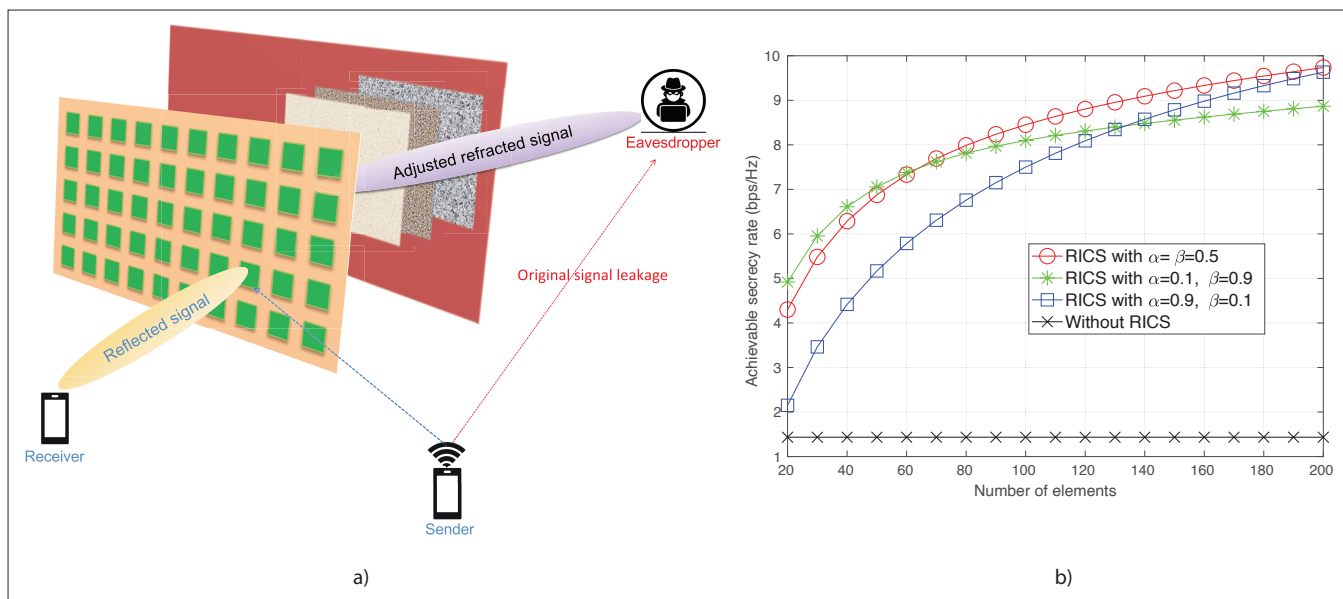 Eavesdropper
Adjusted refracted signal
Original signal leakage
Reflected signal
Receiver
Sender
a)
Achievable secrecy rate (bps/Hz)
10
9
8
7
6
5
4
3
2
1
20 40 60 80 100 120 140 160 180 200
Number of elements
RICS with α= β=0.5
RICS with α=0.1, β=0.9
RICS with α=0.9, β=0.1
Without RICS
b)